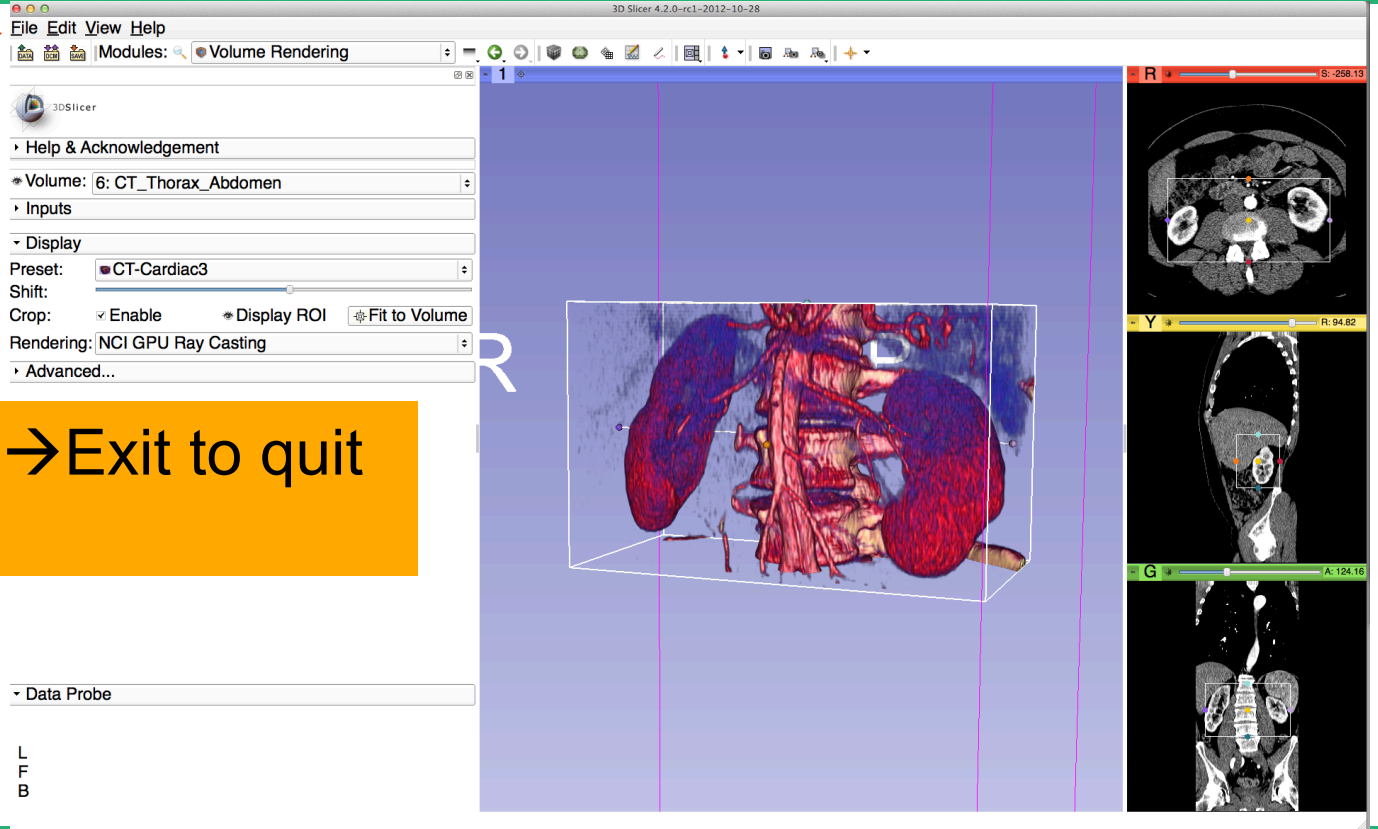 3D Slicer 4.2.0-rc1-2012-10-28
File Edit View Help
DATA DCM SAVE Modules: Volume Rendering
3DSlicer
Help & Acknowledgement
Volume: 6: CT_Thorax_Abdomen
Inputs
Display
Preset: CT-Cardiac3
Shift:
Crop: Enable Display ROI Fit to Volume
Rendering: NCI GPU Ray Casting
Advanced...
→Exit to quit
Data Probe
L
F
B
1
R
R S: -258.13
Y R: 94.82
G A: 124.16